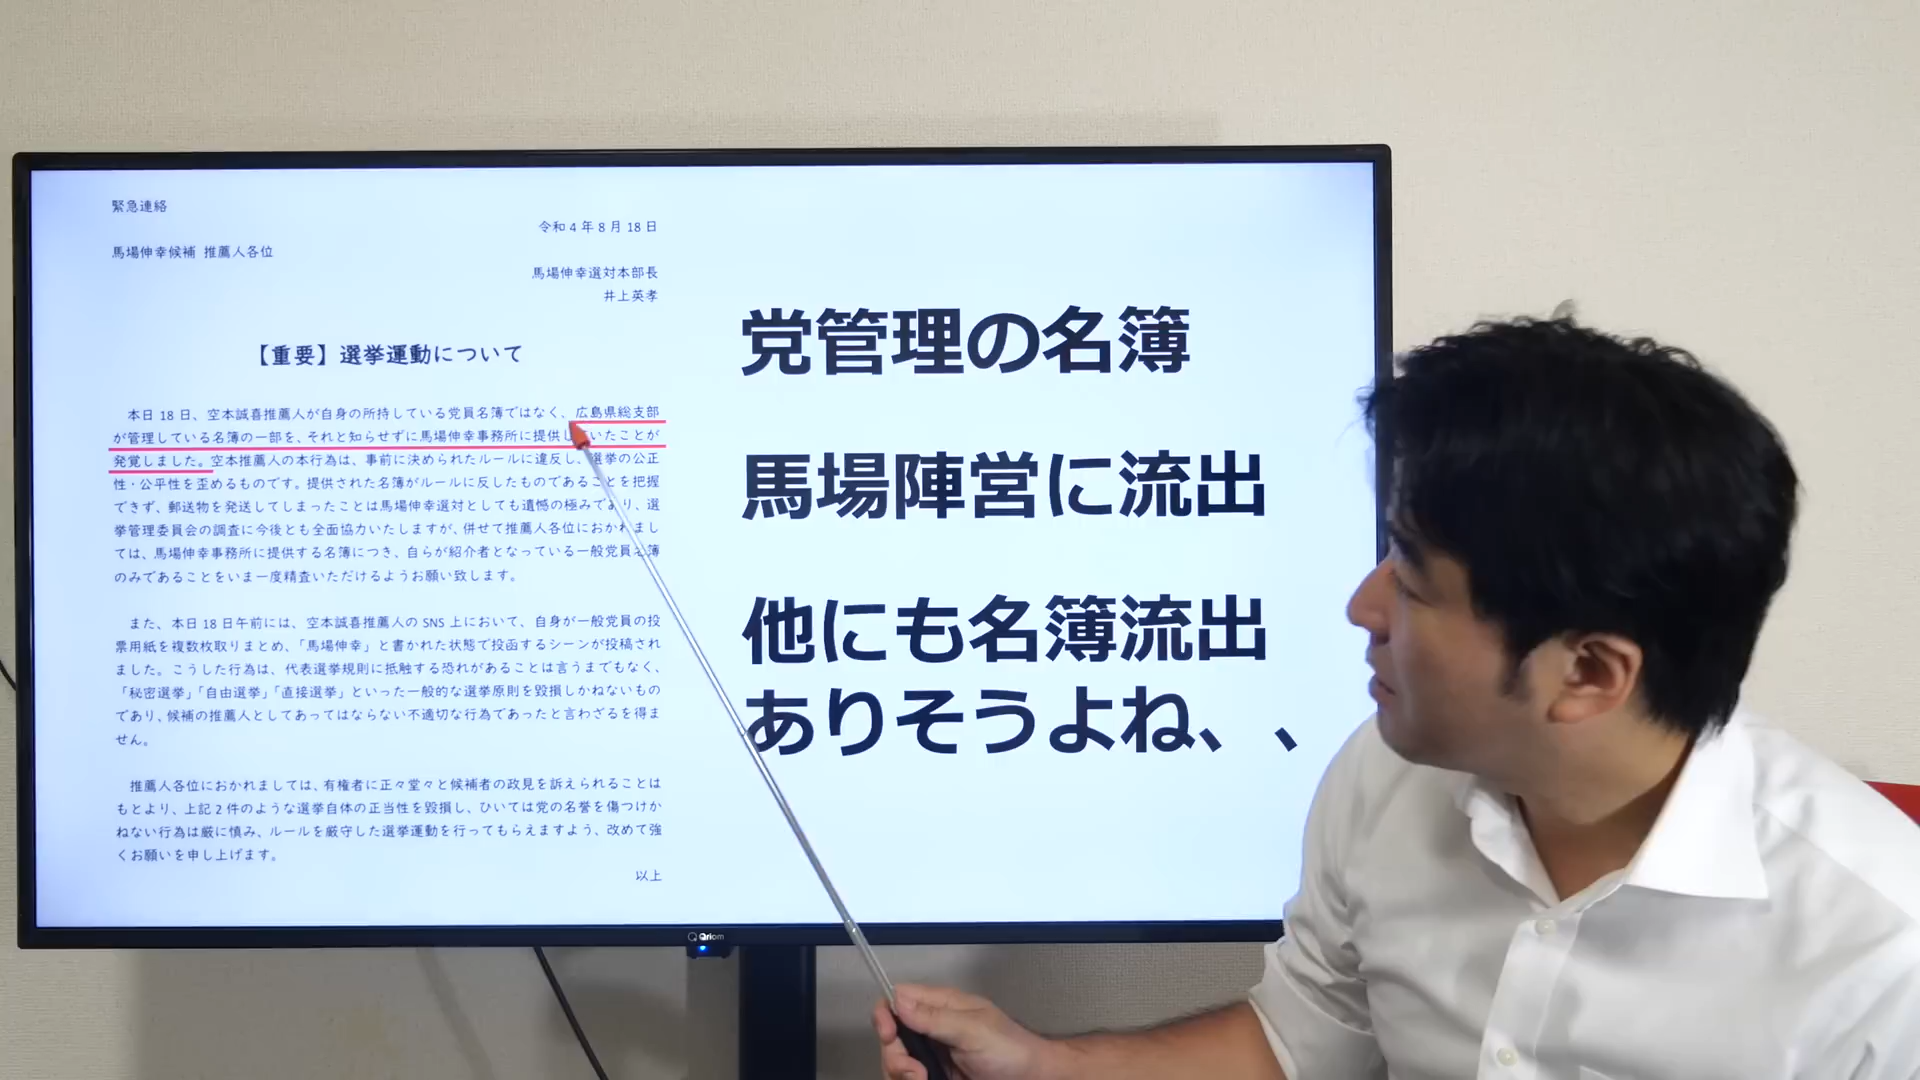 緊急連絡
令和4年8月18日
馬場伸幸候補 推薦人各位
馬場伸幸選対本部長
井上英孝
【重要】選挙運動について
本日18日、空本誠喜推薦人が自身の所持している党員名簿ではなく、広島県総支部
が管理している名簿の一部を、それと知らせずに馬場伸幸事務所に提供していたことが
発覚しました。空本推薦人の本行為は、事前に決められたルールに違反し、選挙の公正
性・公平性を歪めるものです。提供された名簿がルールに反したものであることを把握
できず、郵送物を発送してしまったことは馬場伸幸選対としても遺憾の極みであり、選
挙管理委員会の調査に今後とも全面協力いたしますが、併せて推薦人各位におかれまし
ては、馬場伸幸事務所に提供する名簿につき、自らが紹介者となっている一般党員名簿
のみであることをいま一度精査いただけるようお願い致します。
また、本日18日午前には、空本誠喜推薦人のSNS上において、自身が一般党員の投
票用紙を複数枚取りまとめ、「馬場伸幸」と書かれた状態で投函するシーンが投稿され
ました。こうした行為は、代表選挙規則に抵触する恐れがあることは言うまでもなく、
「秘密選挙」「自由選挙」「直接選挙」といった一般的な選挙原則を毀損しかねないもの
であり、候補の推薦人としてあってはならない不適切な行為であったと言わざるを得ま
せん。
推薦人各位におかれましては、有権者に正々堂々と候補者の政見を訴えられることは
もとより、上記2件のような選挙自体の正当性を毀損し、ひいては党の名誉を傷つけか
ねない行為は厳に慎み、ルールを厳守した選挙運動を行ってもらえますよう、改めて強
くお願いを申し上げます。
以上
党管理の名簿
馬場陣営に流出
他にも名簿流出
ありそうよね、、
Qriom